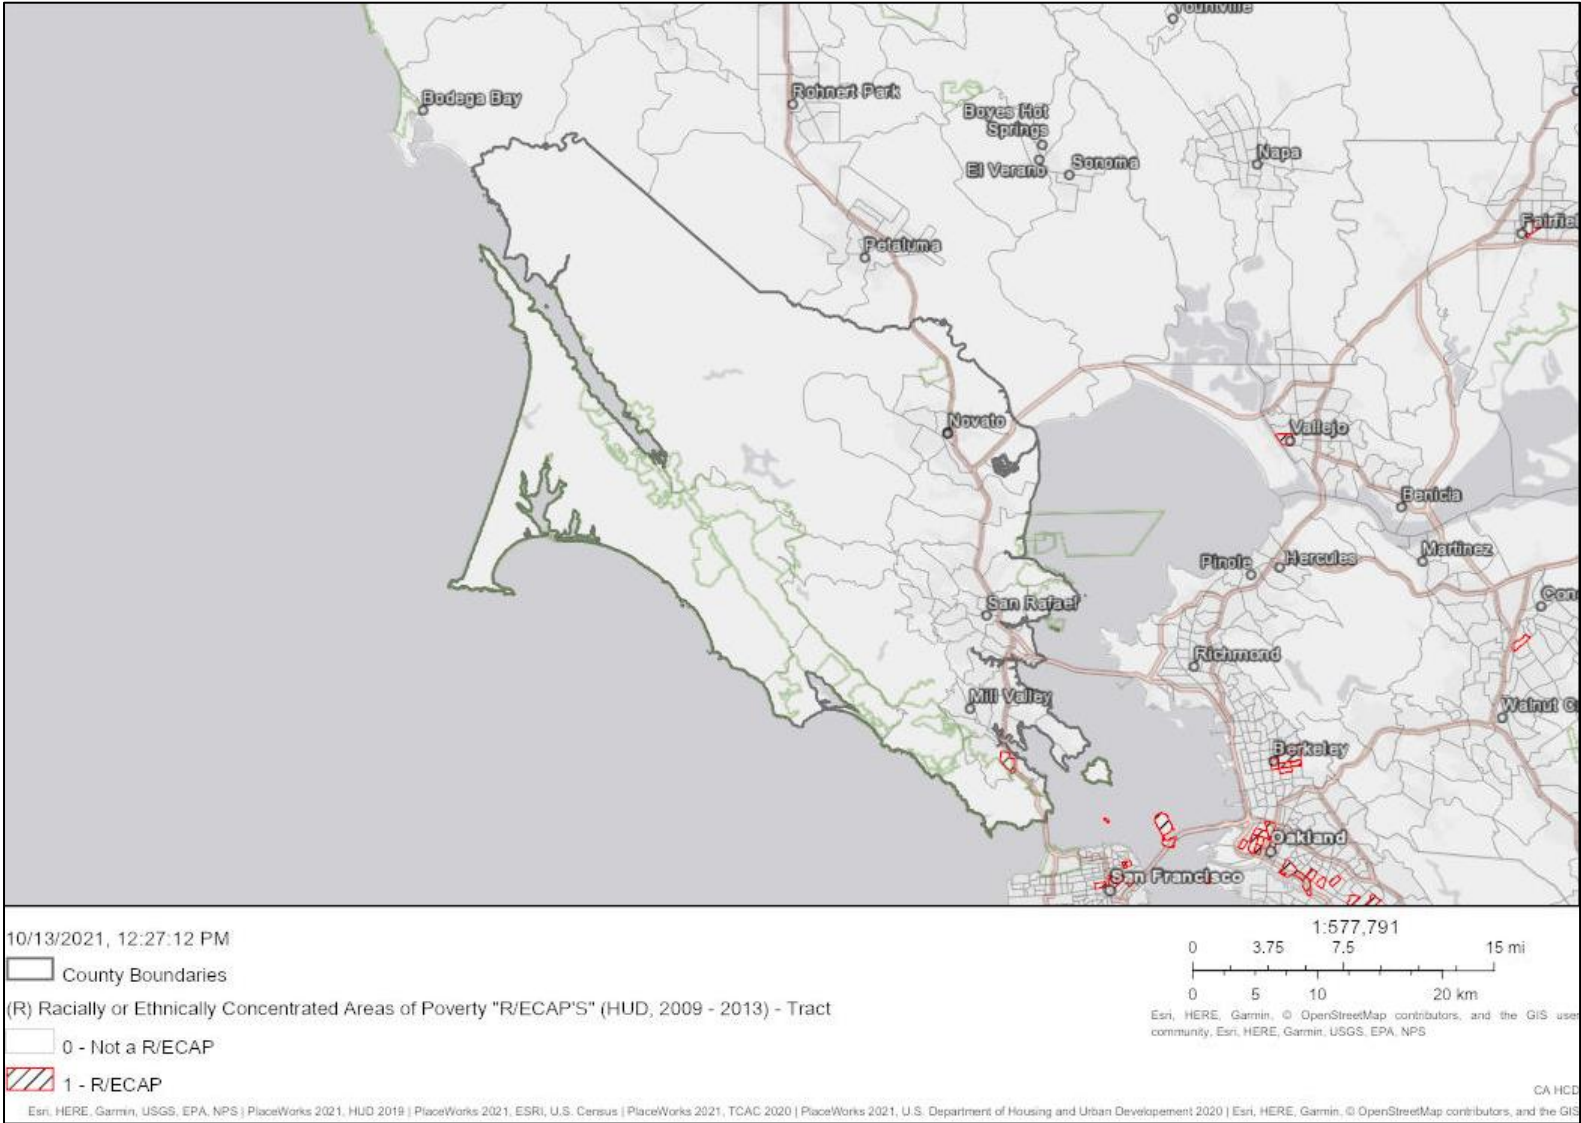 Yountville
Bodega Bay
Rohnert Park
Boyes Hot
Springs
El Verano
Sonoma
Napa
Fairfiel
Petaluma
Novato
Vallejo
Benicia
Martinez
Pinole
Hercules
Con
San Rafael
Richmond
Mill Valley
Walnut C
Berkeley
Oakland
San Francisco
10/13/2021, 12:27:12 PM
County Boundaries
(R) Racially or Ethnically Concentrated Areas of Poverty "R/ECAP'S" (HUD, 2009 - 2013) - Tract
0 - Not a R/ECAP
1 - R/ECAP
1:577,791
0 3.75 7.5 15 mi
0 5 10 20 km
Esri, HERE, Garmin, © OpenStreetMap contributors, and the GIS user
community, Esri, HERE, Garmin, USGS, EPA, NPS
CA HCD
Esri, HERE, Garmin, USGS, EPA, NPS | PlaceWorks 2021, HUD 2019 | PlaceWorks 2021, ESRI, U.S. Census | PlaceWorks 2021, TCAC 2020 | PlaceWorks 2021, U.S. Department of Housing and Urban Developement 2020 | Esri, HERE, Garmin, © OpenStreetMap contributors, and the GIS